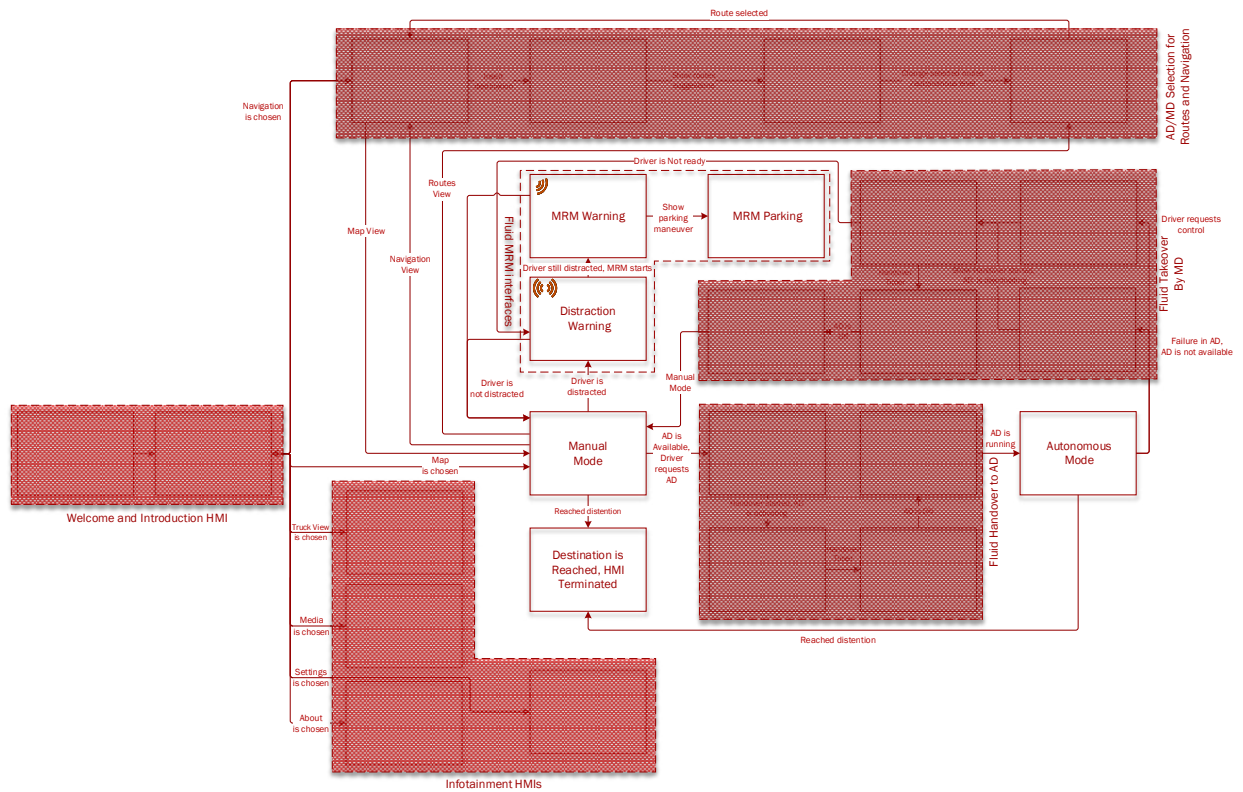 Route selected
AD/MD Selection for
Routes and Navigation
Navigation
is chosen
Show routes
Change selected routes
Driver is Not ready
Routes
View
Map View
Navigation
View
MRM Warning
Show
parking
maneuver
MRM Parking
Driver requests
control
Fluid MRM interfaces
Driver still distracted, MRM starts
Distraction
Warning
Fluid Takeover
By MD
Failure in AD,
AD is not available
Driver is
not distracted
Driver is
distracted
Manual
Mode
Manual
Mode
AD is
Available,
Driver
requests
AD
AD is
running
Autonomous
Mode
Map
is chosen
Fluid Handover to AD
Welcome and Introduction HMI
Reached distention
Truck View
is chosen
Destination is
Reached, HMI
Terminated
Media
is chosen
Reached distention
Settings
is chosen
About
is chosen
Infotainment HMIs